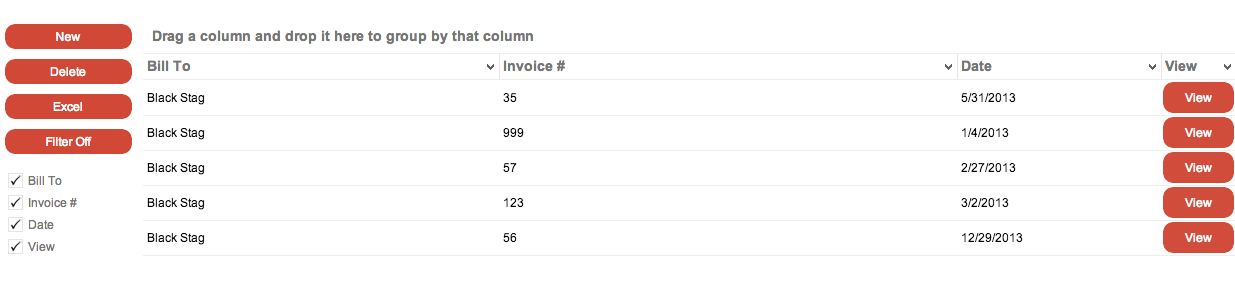 New
Delete
Excel
Filter Off
Bill To
Invoice #
Date
View
Drag a column and drop it here to group by that column
Bill To Invoice # Date View
Black Stag 35 5/31/2013 View
Black Stag 999 1/4/2013 View
Black Stag 57 2/27/2013 View
Black Stag 123 3/2/2013 View
Black Stag 56 12/29/2013 View